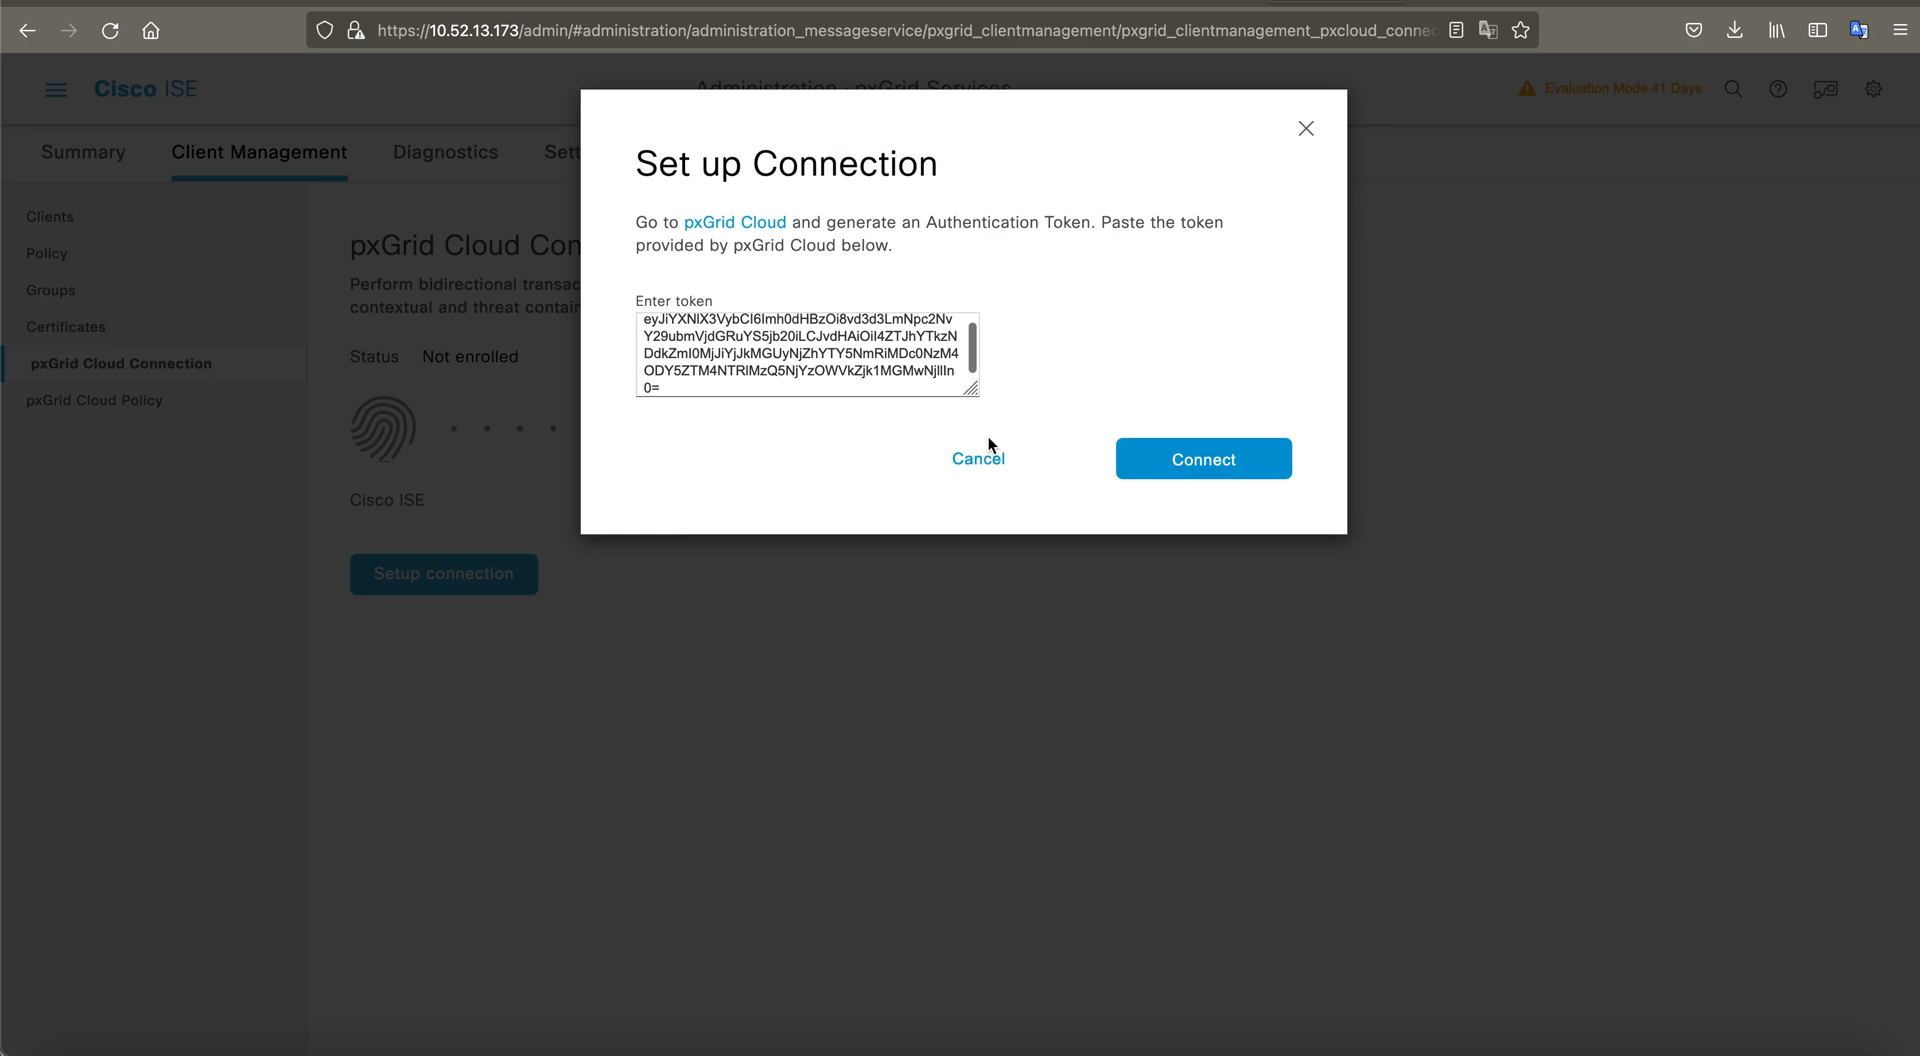 https://10.52.13.173/admin/#administration/administration_messageservice/pxgrid_clientmanagement/pxgrid_clientmanagement_pxcloud_connec
Cisco ISE
Administration · pxGrid Services
Evaluation Mode 41 Days
Summary
Client Management
Diagnostics
Sett
Clients
Policy
Groups
Certificates
pxGrid Cloud Connection
pxGrid Cloud Policy
pxGrid Cloud Con
Perform bidirectional transac
contextual and threat contain
Status Not enrolled
Cisco ISE
Setup connection
Set up Connection
Go to pxGrid Cloud and generate an Authentication Token. Paste the token
provided by pxGrid Cloud below.
Enter token
eyJiYXNlX3VybCI6Imh0dHBzOi8vd3d3LmNpc2Nv
Y29ubmVjdGRuYS5jb20iLCJvdHAiOiI4ZTJhYTkzN
DdkZmI0MjJiYjJkMGUyNjZhYTY5NmRiMDc0NzM4
ODY5ZTM4NTRlMzQ5NjYzOWVkZjk1MGMwNjllIn
0=
Cancel
Connect